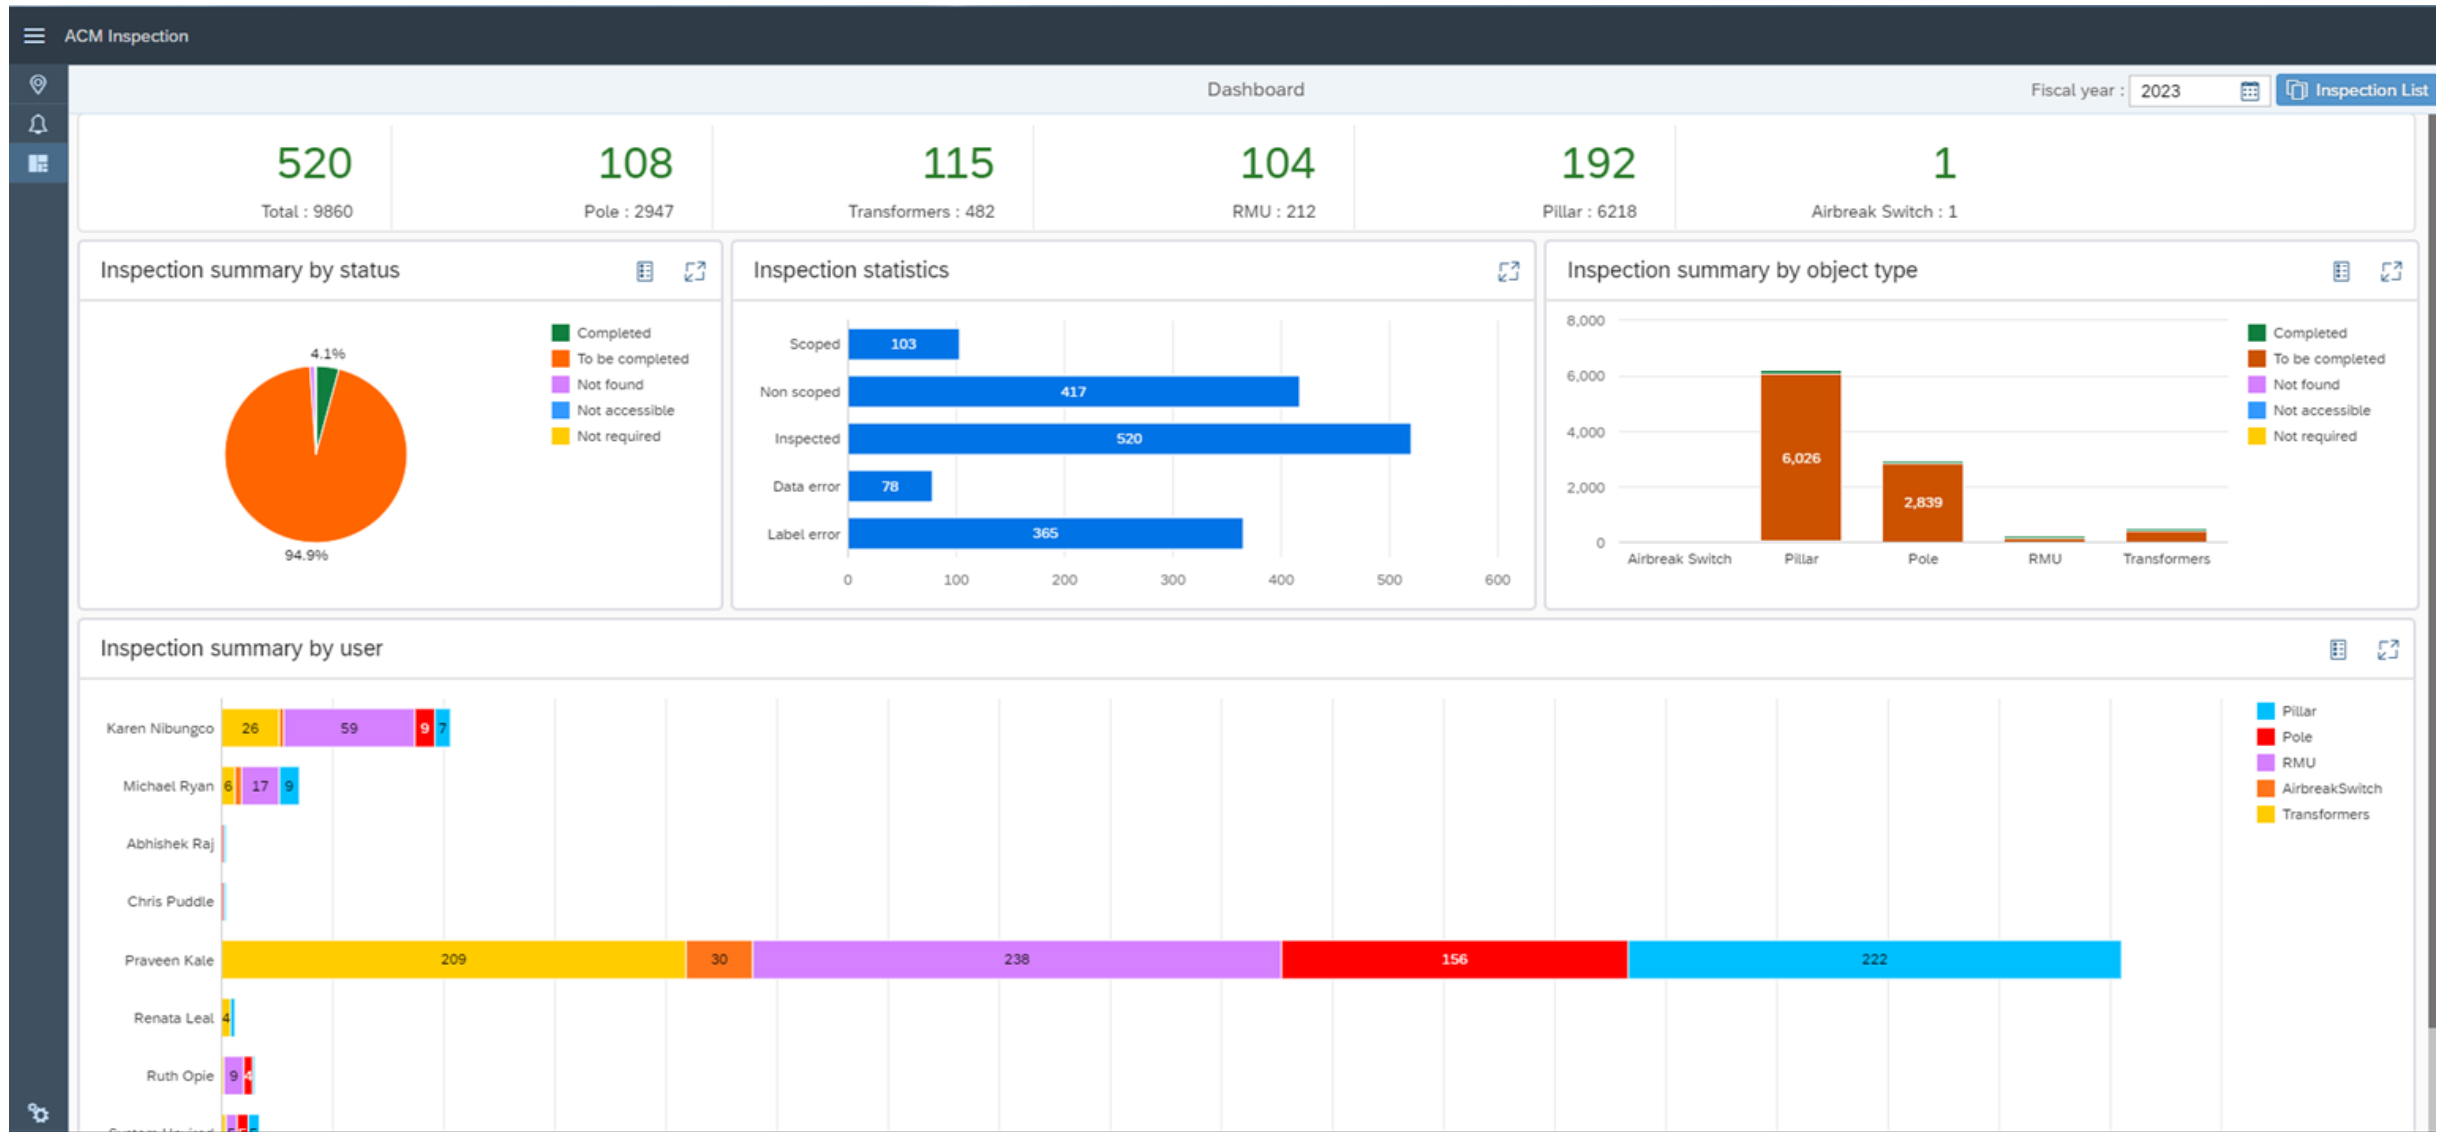 ACM Inspection
Dashboard
Fiscal year : 2023
Inspection List
520 108 115 104 192 1
Total : 9860 Pole : 2947 Transformers : 482 RMU : 212 Pillar : 6218 Airbreak Switch : 1
Inspection summary by status
4.1%
94.9%
Completed
To be completed
Not found
Not accessible
Not required
Inspection statistics
Scoped 103
Non scoped 417
Inspected 520
Data error 78
Label error 365
0 100 200 300 400 500 600
Inspection summary by object type
8,000
6,000
4,000
2,000
0
6,026
2,839
Airbreak Switch Pillar Pole RMU Transformers
Completed
To be completed
Not found
Not accessible
Not required
Inspection summary by user
Karen Nibungco 26 59 9 7
Michael Ryan 6 17 9
Abhishek Raj
Chris Puddle
Praveen Kale 209 30 238 156 222
Renata Leal 4
Ruth Opie 9 4
Pillar
Pole
RMU
AirbreakSwitch
Transformers